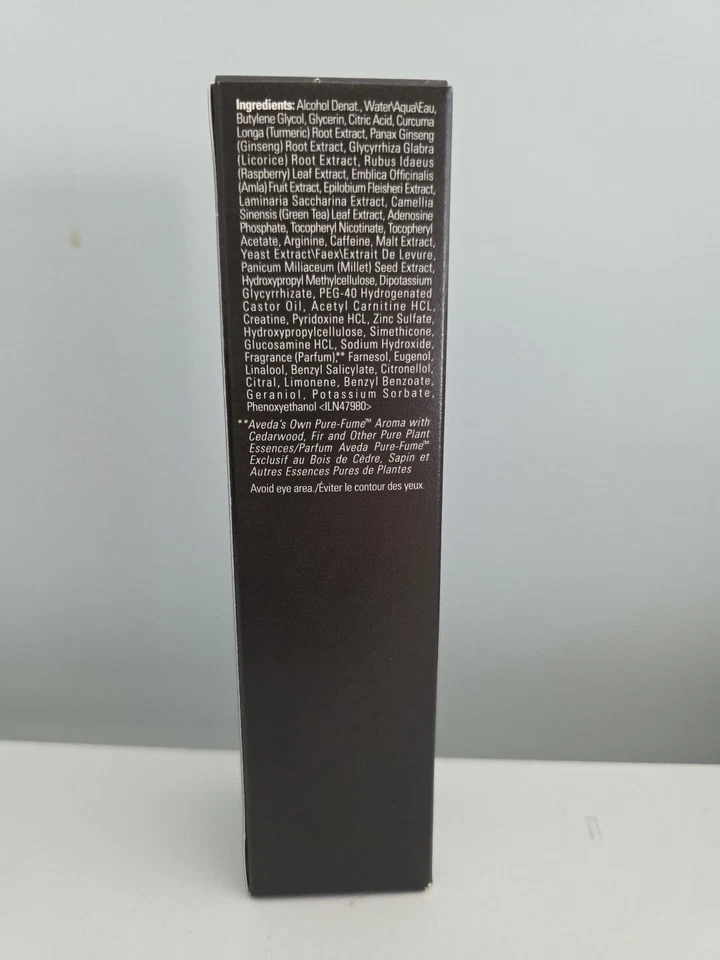 Ingredients: Alcohol Denat., Water\Aqua\Eau,
Butylene Glycol, Glycerin, Citric Acid, Curcuma
Longa (Turmeric) Root Extract, Panax Ginseng
(Ginseng) Root Extract, Glycyrrhiza Glabra
(Licorice) Root Extract, Rubus Idaeus
(Raspberry) Leaf Extract, Emblica Officinalis
(Amla) Fruit Extract, Epilobium Fleisheri Extract,
Laminaria Saccharina Extract, Camellia
Sinensis (Green Tea) Leaf Extract, Adenosine
Phosphate, Tocopheryl Nicotinate, Tocopheryl
Acetate, Arginine, Caffeine, Malt Extract,
Yeast Extract\Faex\Extrait De Levure,
Panicum Miliaceum (Millet) Seed Extract,
Hydroxypropyl Methylcellulose, Dipotassium
Glycyrrhizate, PEG-40 Hydrogenated
Castor Oil, Acetyl Carnitine HCL,
Creatine, Pyridoxine HCL, Zinc Sulfate,
Hydroxypropylcellulose, Simethicone,
Glucosamine HCL, Sodium Hydroxide,
Fragrance (Parfum),** Farnesol, Eugenol,
Linalool, Benzyl Salicylate, Citronellol,
Citral, Limonene, Benzyl Benzoate,
Geraniol, Potassium Sorbate,
Phenoxyethanol <ILN47980>
**Aveda's Own Pure-Fume™ Aroma with
Cedarwood, Fir and Other Pure Plant
Essences/Parfum Aveda Pure-Fume™
Exclusif au Bois de Cèdre, Sapin et
Autres Essences Pures de Plantes
Avoid eye area./Éviter le contour des yeux.